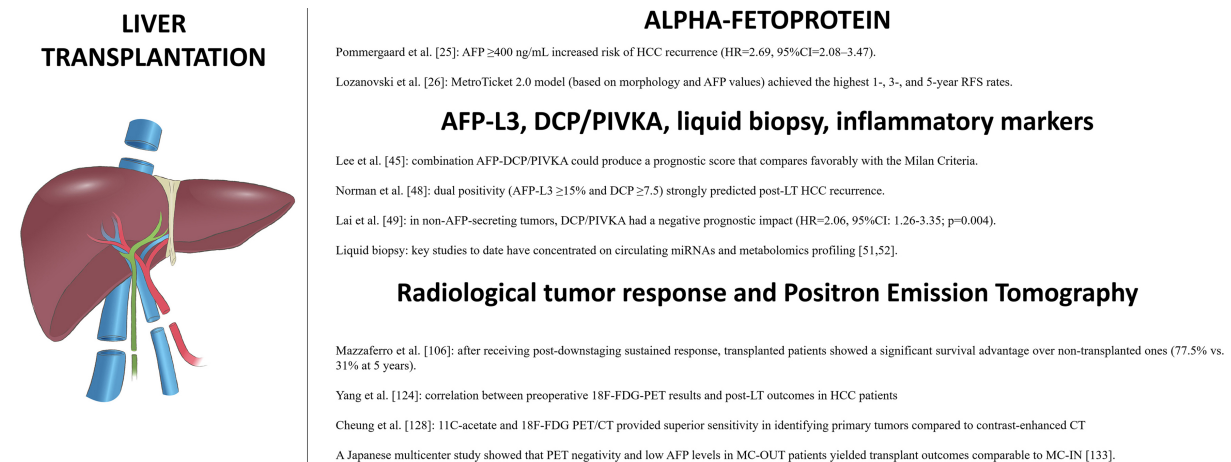 LIVER
TRANSPLANTATION
ALPHA-FETOPROTEIN
Pommergaard et al. [25]: AFP ≥400 ng/mL increased risk of HCC recurrence (HR=2.69, 95%CI=2.08–3.47).
Lozanovski et al. [26]: MetroTicket 2.0 model (based on morphology and AFP values) achieved the highest 1-, 3-, and 5-year RFS rates.
AFP-L3, DCP/PIVKA, liquid biopsy, inflammatory markers
Lee et al. [45]: combination AFP-DCP/PIVKA could produce a prognostic score that compares favorably with the Milan Criteria.
Norman et al. [48]: dual positivity (AFP-L3 ≥15% and DCP ≥7.5) strongly predicted post-LT HCC recurrence.
Lai et al. [49]: in non-AFP-secreting tumors, DCP/PIVKA had a negative prognostic impact (HR=2.06, 95%CI: 1.26-3.35; p=0.004).
Liquid biopsy: key studies to date have concentrated on circulating miRNAs and metabolomics profiling [51,52].
Radiological tumor response and Positron Emission Tomography
Mazzaferro et al. [106]: after receiving post-downstaging sustained response, transplanted patients showed a significant survival advantage over non-transplanted ones (77.5% vs.
31% at 5 years).
Yang et al. [124]: correlation between preoperative 18F-FDG-PET results and post-LT outcomes in HCC patients
Cheung et al. [128]: 11C-acetate and 18F-FDG PET/CT provided superior sensitivity in identifying primary tumors compared to contrast-enhanced CT
A Japanese multicenter study showed that PET negativity and low AFP levels in MC-OUT patients yielded transplant outcomes comparable to MC-IN [133].